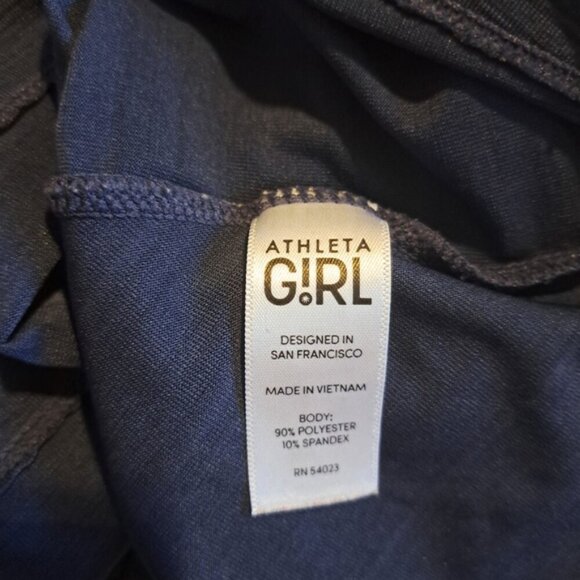 ATHLETA
G!RL
DESIGNED IN
SAN FRANCISCO
MADE IN VIETNAM
BODY:
90% POLYESTER
10% SPANDEX
RN 54023